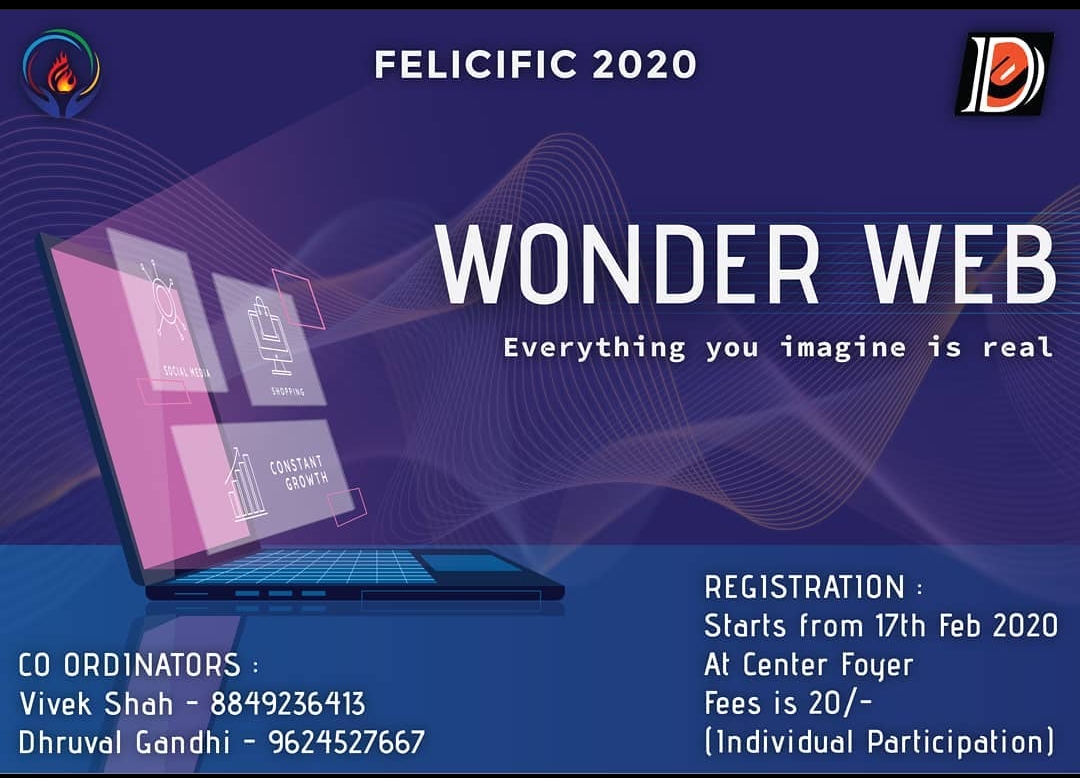 FELICIFIC 2020
WONDER WEB
Everything you imagine is real
SOCIAL MEDIA
SHOPPING
CONSTANT
GROWTH
REGISTRATION :
Starts from 17th Feb 2020
At Center Foyer
Fees is 20/-
(Individual Participation)
CO ORDINATORS :
Vivek Shah - 8849236413
Dhruval Gandhi - 9624527667